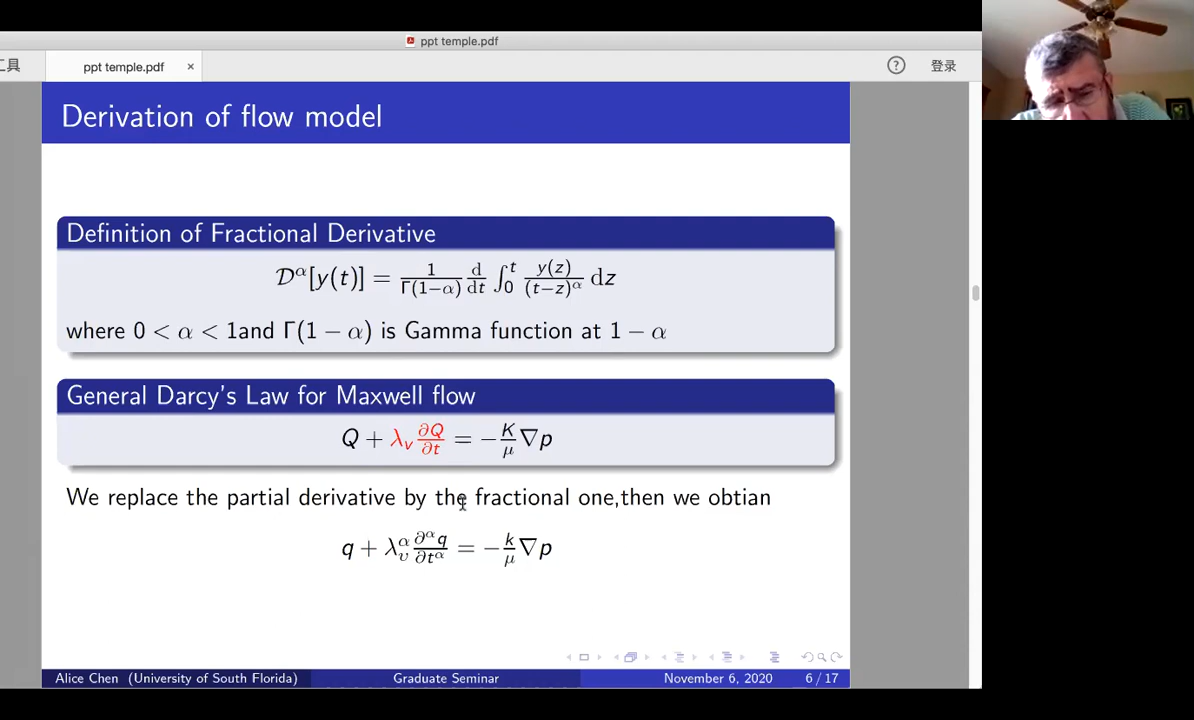 ppt temple.pdf
工具
ppt temple.pdf ×
? 登录
Derivation of flow model
Definition of Fractional Derivative
𝒟^α[y(t)] = 1/Γ(1−α) d/dt ∫_0^t y(z)/(t−z)^α dz
where 0 < α < 1and Γ(1 − α) is Gamma function at 1 − α
General Darcy's Law for Maxwell flow
Q + λ_v ∂Q/∂t = −K/μ ∇p
We replace the partial derivative by the fractional one,then we obtian
q + λ_υ^α ∂^α q/∂t^α = −k/μ ∇p
Alice Chen (University of South Florida) Graduate Seminar November 6, 2020 6 / 17